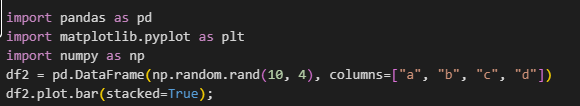 import pandas as pd
import matplotlib.pyplot as plt
import numpy as np
df2 = pd.DataFrame(np.random.rand(10, 4), columns=["a", "b", "c", "d"])
df2.plot.bar(stacked=True);